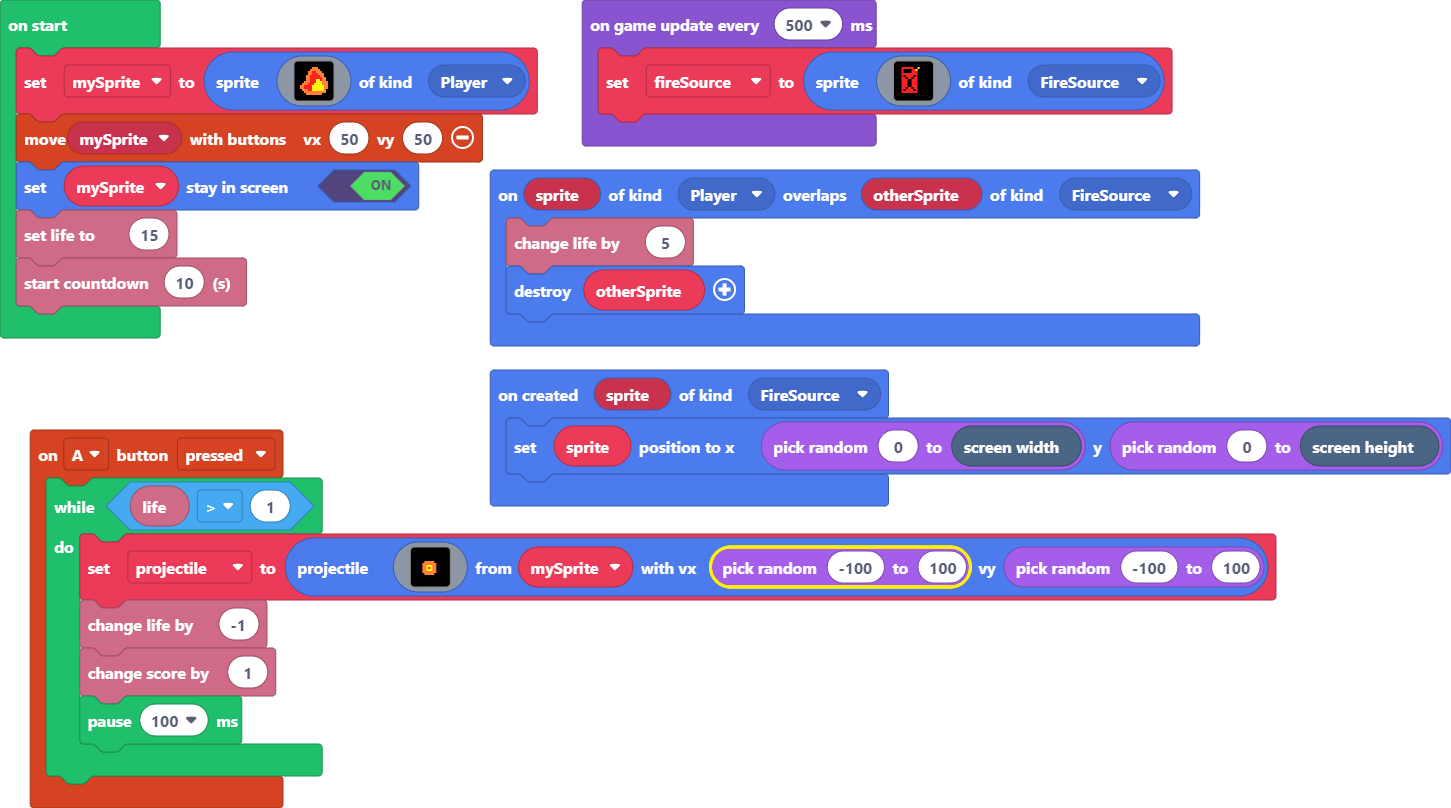 on start
set mySprite to sprite of kind Player
move mySprite with buttons vx 50 vy 50
set mySprite stay in screen ON
set life to 15
start countdown 10 (s)
on game update every 500 ms
set fireSource to sprite of kind FireSource
on sprite of kind Player overlaps otherSprite of kind FireSource
change life by 5
destroy otherSprite
on created sprite of kind FireSource
set sprite position to x pick random 0 to screen width y pick random 0 to screen height
on A button pressed
while life > 1
do
set projectile to projectile from mySprite with vx pick random -100 to 100 vy pick random -100 to 100
change life by -1
change score by 1
pause 100 ms